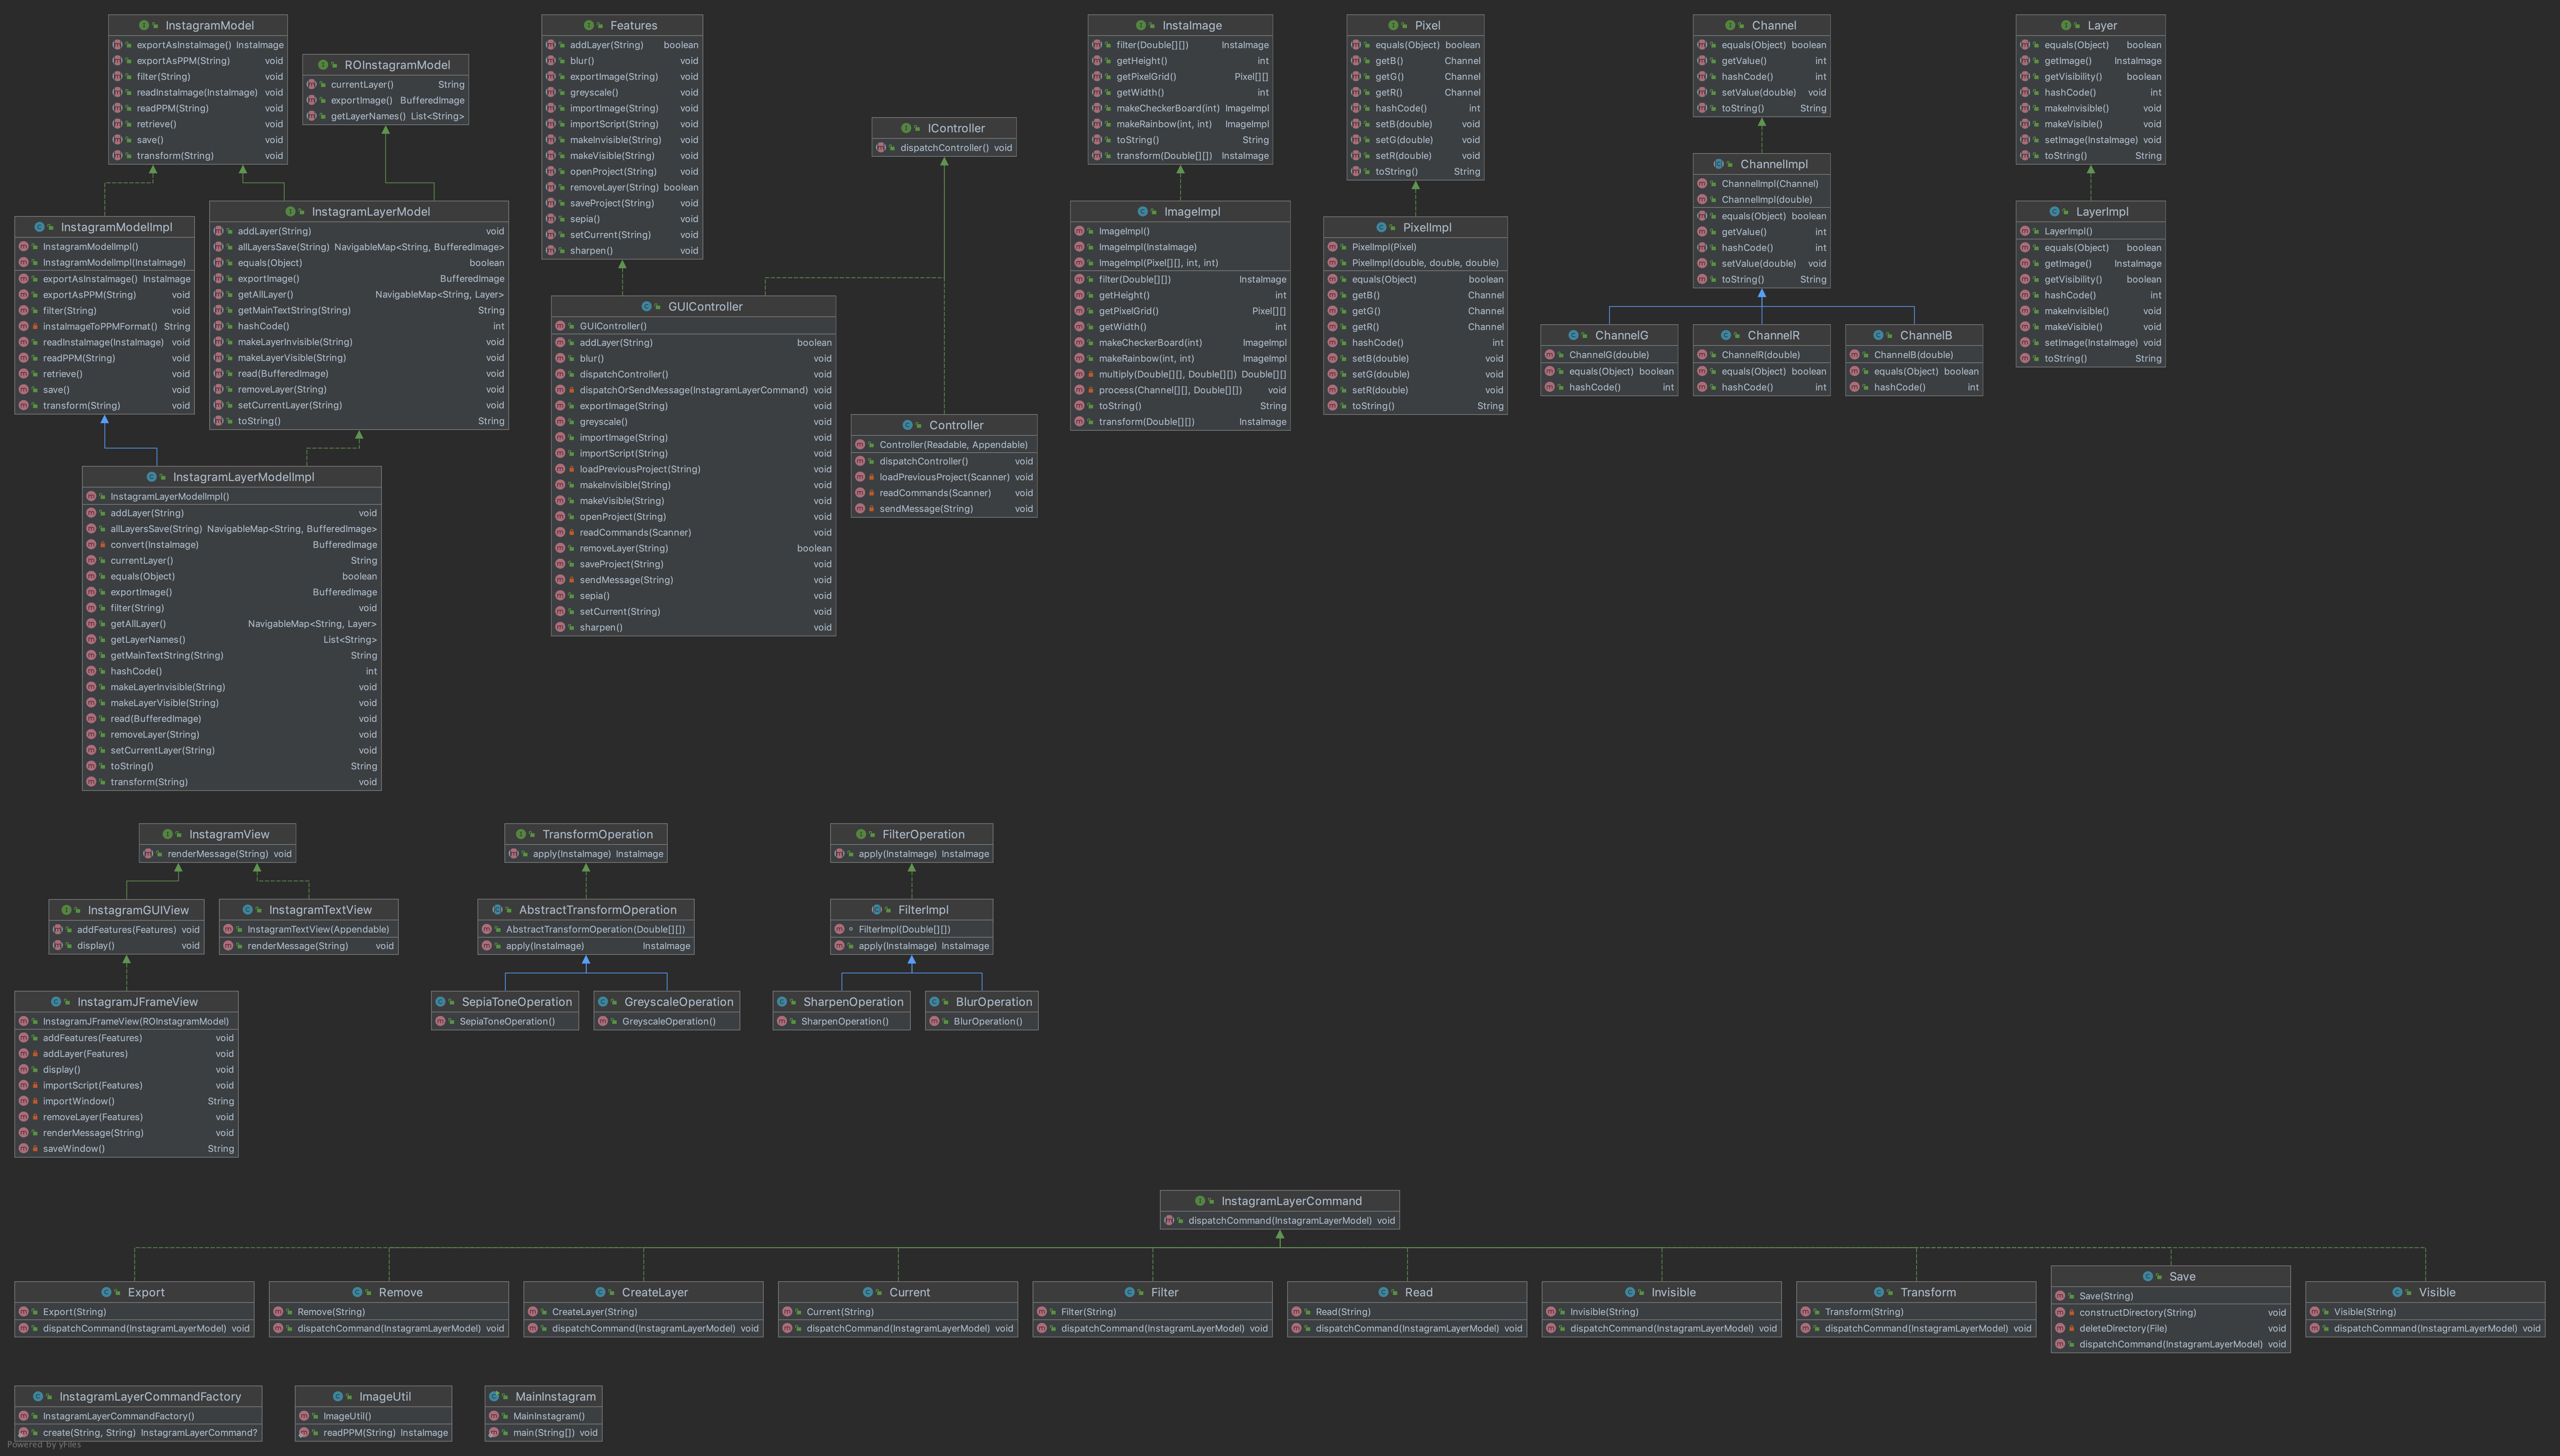 InstagramModel
exportAsInstaImage() InstaImage
exportAsPPM(String) void
filter(String) void
readInstaImage(InstaImage) void
readPPM(String) void
retrieve() void
save() void
transform(String) void
ROInstagramModel
currentLayer() String
exportImage() BufferedImage
getLayerNames() List<String>
InstagramModelImpl
InstagramModelImpl()
InstagramModelImpl(InstaImage)
exportAsInstaImage() InstaImage
exportAsPPM(String) void
filter(String) void
instaImageToPPMFormat() String
readInstaImage(InstaImage) void
readPPM(String) void
retrieve() void
save() void
transform(String) void
InstagramLayerModel
addLayer(String) void
allLayersSave(String) NavigableMap<String, BufferedImage>
equals(Object) boolean
exportImage() BufferedImage
getAllLayer() NavigableMap<String, Layer>
getMainTextString(String) String
hashCode() int
makeLayerInvisible(String) void
makeLayerVisible(String) void
read(BufferedImage) void
removeLayer(String) void
setCurrentLayer(String) void
toString() String
InstagramLayerModelImpl
InstagramLayerModelImpl()
addLayer(String) void
allLayersSave(String) NavigableMap<String, BufferedImage>
convert(InstaImage) BufferedImage
currentLayer() String
equals(Object) boolean
exportImage() BufferedImage
filter(String) void
getAllLayer() NavigableMap<String, Layer>
getLayerNames() List<String>
getMainTextString(String) String
hashCode() int
makeLayerInvisible(String) void
makeLayerVisible(String) void
read(BufferedImage) void
removeLayer(String) void
setCurrentLayer(String) void
toString() String
transform(String) void
Features
addLayer(String) boolean
blur() void
exportImage(String) void
greyscale() void
importImage(String) void
importScript(String) void
makeInvisible(String) void
makeVisible(String) void
openProject(String) void
removeLayer(String) boolean
saveProject(String) void
sepia() void
setCurrent(String) void
sharpen() void
IController
dispatchController() void
GUIController
GUIController()
addLayer(String) boolean
blur() void
dispatchController() void
dispatchOrSendMessage(InstagramLayerCommand) void
exportImage(String) void
greyscale() void
importImage(String) void
importScript(String) void
loadPreviousProject(String) void
makeInvisible(String) void
makeVisible(String) void
openProject(String) void
readCommands(Scanner) void
removeLayer(String) boolean
saveProject(String) void
sendMessage(String) void
sepia() void
setCurrent(String) void
sharpen() void
Controller
Controller(Readable, Appendable)
dispatchController() void
loadPreviousProject(Scanner) void
readCommands(Scanner) void
sendMessage(String) void
InstaImage
filter(Double[][]) InstaImage
getHeight() int
getPixelGrid() Pixel[][]
getWidth() int
makeCheckerBoard(int) ImageImpl
makeRainbow(int, int) ImageImpl
toString() String
transform(Double[][]) InstaImage
ImageImpl
ImageImpl()
ImageImpl(InstaImage)
ImageImpl(Pixel[][], int, int)
filter(Double[][]) InstaImage
getHeight() int
getPixelGrid() Pixel[][]
getWidth() int
makeCheckerBoard(int) ImageImpl
makeRainbow(int, int) ImageImpl
multiply(Double[][], Double[][]) Double[][]
process(Channel[][], Double[][]) void
toString() String
transform(Double[][]) InstaImage
Pixel
equals(Object) boolean
getB() Channel
getG() Channel
getR() Channel
hashCode() int
setB(double) void
setG(double) void
setR(double) void
toString() String
PixelImpl
PixelImpl(Pixel)
PixelImpl(double, double, double)
equals(Object) boolean
getB() Channel
getG() Channel
getR() Channel
hashCode() int
setB(double) void
setG(double) void
setR(double) void
toString() String
Channel
equals(Object) boolean
getValue() int
hashCode() int
setValue(double) void
toString() String
ChannelImpl
ChannelImpl(Channel)
ChannelImpl(double)
equals(Object) boolean
getValue() int
hashCode() int
setValue(double) void
toString() String
ChannelG
ChannelG(double)
equals(Object) boolean
hashCode() int
ChannelR
ChannelR(double)
equals(Object) boolean
hashCode() int
ChannelB
ChannelB(double)
equals(Object) boolean
hashCode() int
Layer
equals(Object) boolean
getImage() InstaImage
getVisibility() boolean
hashCode() int
makeInvisible() void
makeVisible() void
setImage(InstaImage) void
toString() String
LayerImpl
LayerImpl()
equals(Object) boolean
getImage() InstaImage
getVisibility() boolean
hashCode() int
makeInvisible() void
makeVisible() void
setImage(InstaImage) void
toString() String
InstagramView
renderMessage(String) void
InstagramGUIView
addFeatures(Features) void
display() void
InstagramTextView
InstagramTextView(Appendable)
renderMessage(String) void
InstagramJFrameView
InstagramJFrameView(ROInstagramModel)
addFeatures(Features) void
addLayer(Features) void
display() void
importScript(Features) void
importWindow() String
removeLayer(Features) void
renderMessage(String) void
saveWindow() String
TransformOperation
apply(InstaImage) InstaImage
AbstractTransformOperation
AbstractTransformOperation(Double[][])
apply(InstaImage) InstaImage
SepiaToneOperation
SepiaToneOperation()
GreyscaleOperation
GreyscaleOperation()
FilterOperation
apply(InstaImage) InstaImage
FilterImpl
FilterImpl(Double[][])
apply(InstaImage) InstaImage
SharpenOperation
SharpenOperation()
BlurOperation
BlurOperation()
InstagramLayerCommand
dispatchCommand(InstagramLayerModel) void
Export
Export(String)
dispatchCommand(InstagramLayerModel) void
Remove
Remove(String)
dispatchCommand(InstagramLayerModel) void
CreateLayer
CreateLayer(String)
dispatchCommand(InstagramLayerModel) void
Current
Current(String)
dispatchCommand(InstagramLayerModel) void
Filter
Filter(String)
dispatchCommand(InstagramLayerModel) void
Read
Read(String)
dispatchCommand(InstagramLayerModel) void
Invisible
Invisible(String)
dispatchCommand(InstagramLayerModel) void
Transform
Transform(String)
dispatchCommand(InstagramLayerModel) void
Save
Save(String)
constructDirectory(String) void
deleteDirectory(File) void
dispatchCommand(InstagramLayerModel) void
Visible
Visible(String)
dispatchCommand(InstagramLayerModel) void
InstagramLayerCommandFactory
InstagramLayerCommandFactory()
create(String, String) InstagramLayerCommand?
ImageUtil
ImageUtil()
readPPM(String) InstaImage
MainInstagram
MainInstagram()
main(String[]) void
Powered by yFiles